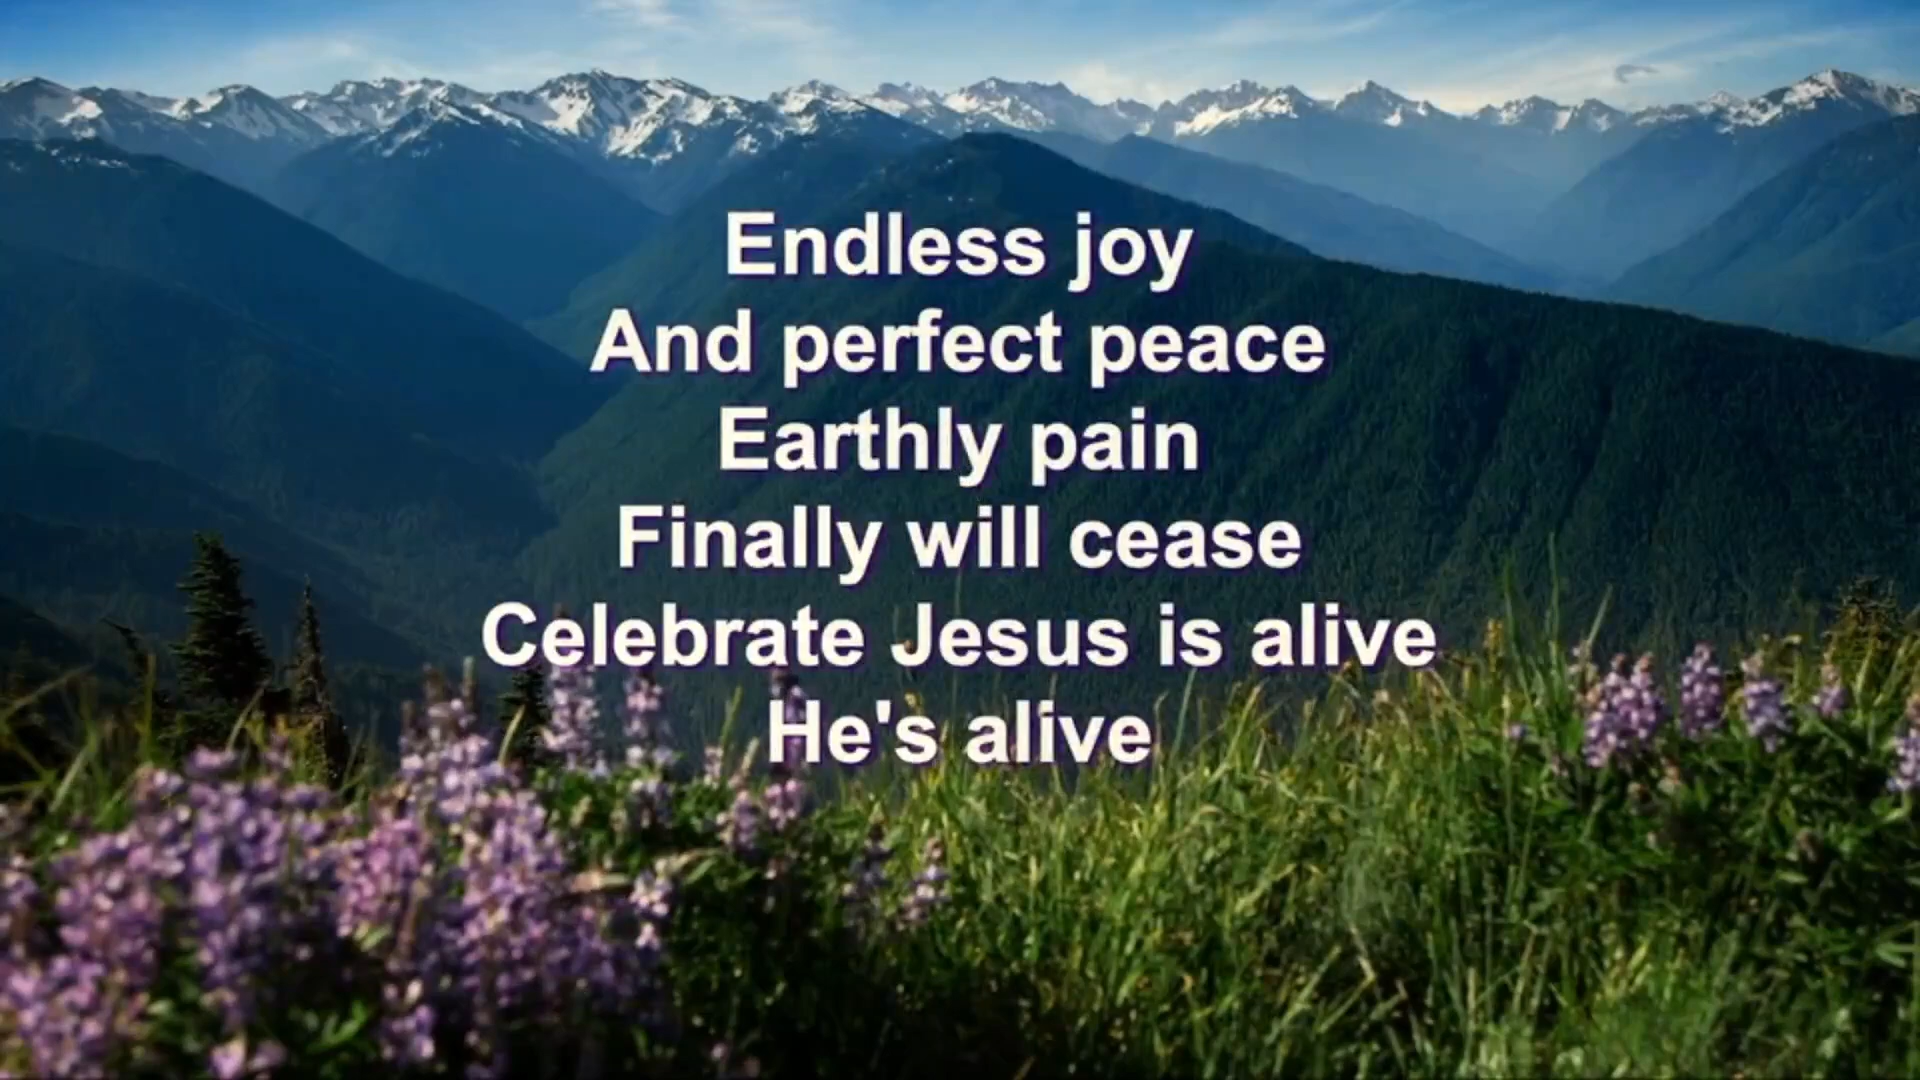 Endless joy
And perfect peace
Earthly pain
Finally will cease
Celebrate Jesus is alive
He's alive